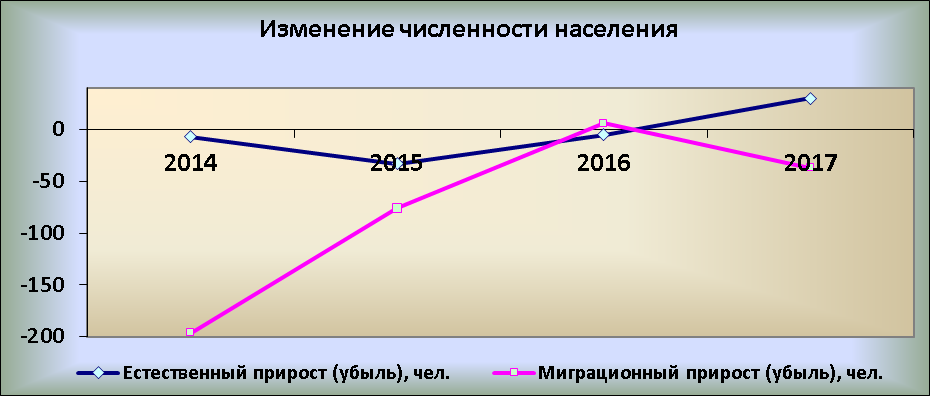 Изменение численности населения
0
2014 2015 2016 2017
-50
-100
-150
-200
Естественный прирост (убыль), чел. Миграционный прирост (убыль), чел.